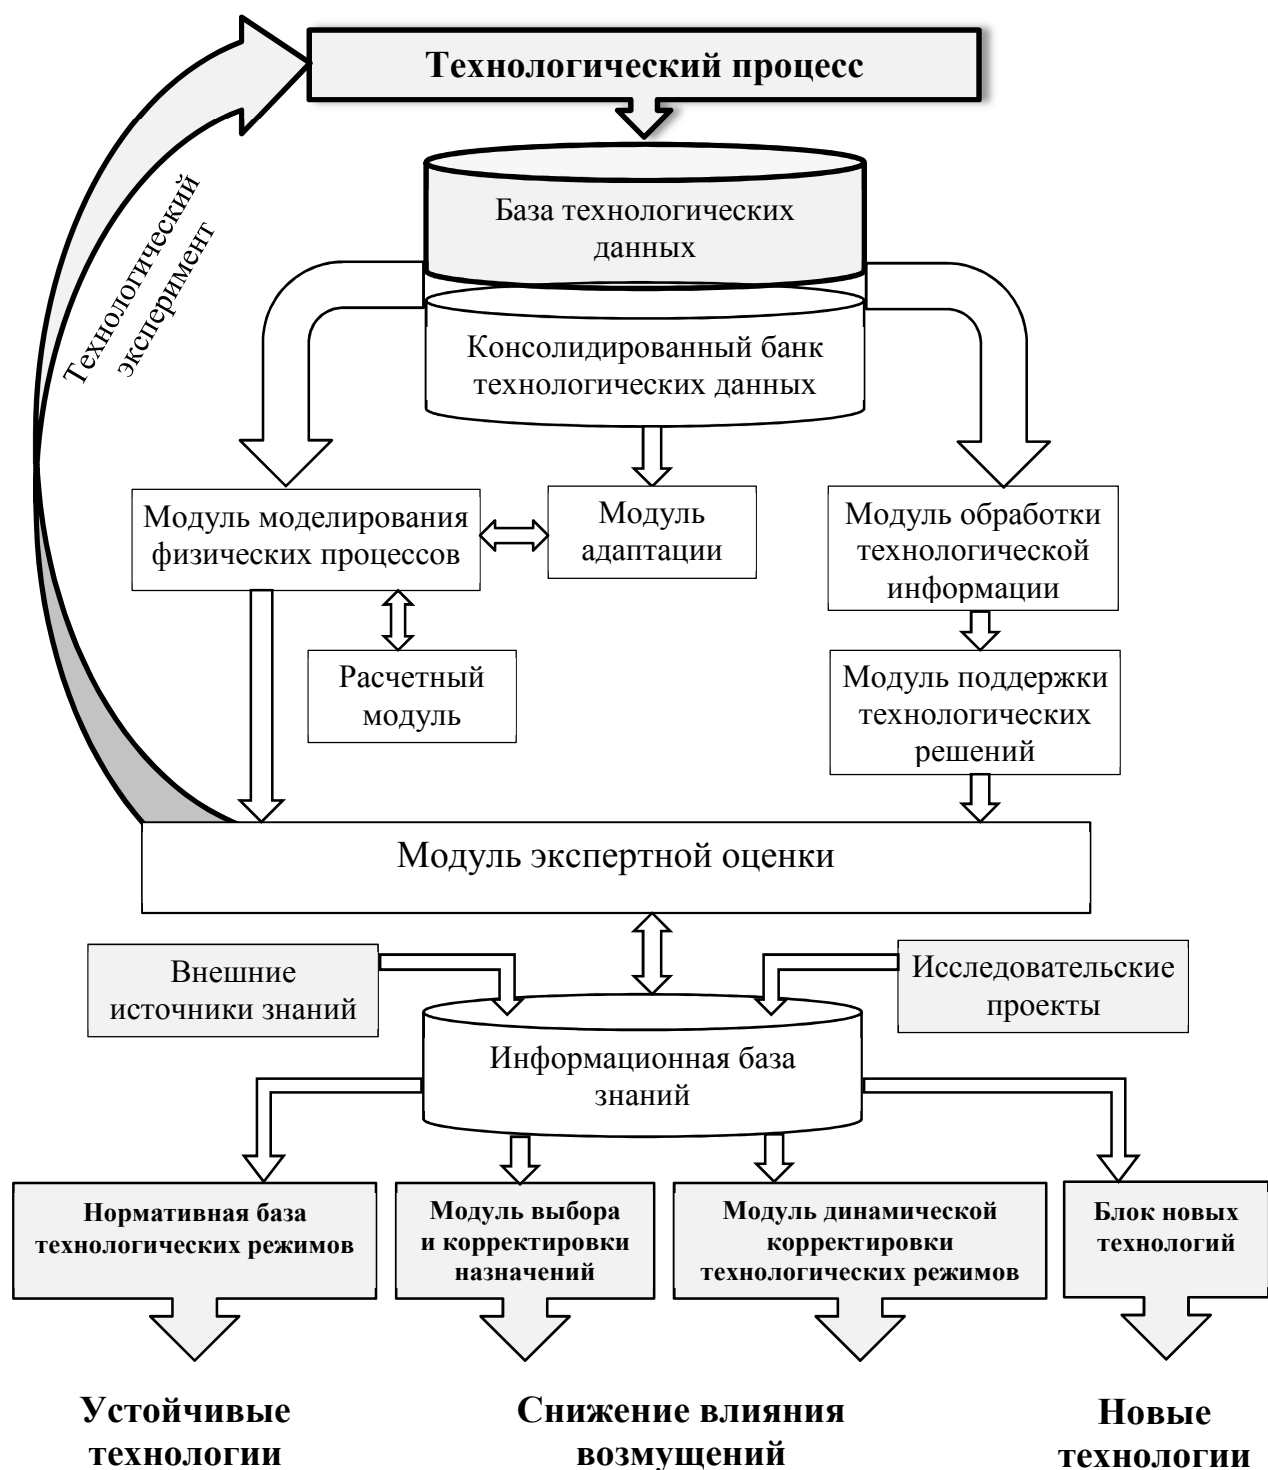 Технологический процесс
База технологических
данных
Технологический
эксперимент
Консолидированный банк
технологических данных
Модуль моделирования
физических процессов
Модуль
адаптации
Модуль обработки
технологической
информации
Расчетный
модуль
Модуль поддержки
технологических
решений
Модуль экспертной оценки
Внешние
источники знаний
Исследовательские
проекты
Информационная база
знаний
Нормативная база
технологических режимов
Модуль выбора
и корректировки
назначений
Модуль динамической
корректировки
технологических режимов
Блок новых
технологий
Устойчивые
технологии
Снижение влияния
возмущений
Новые
технологии